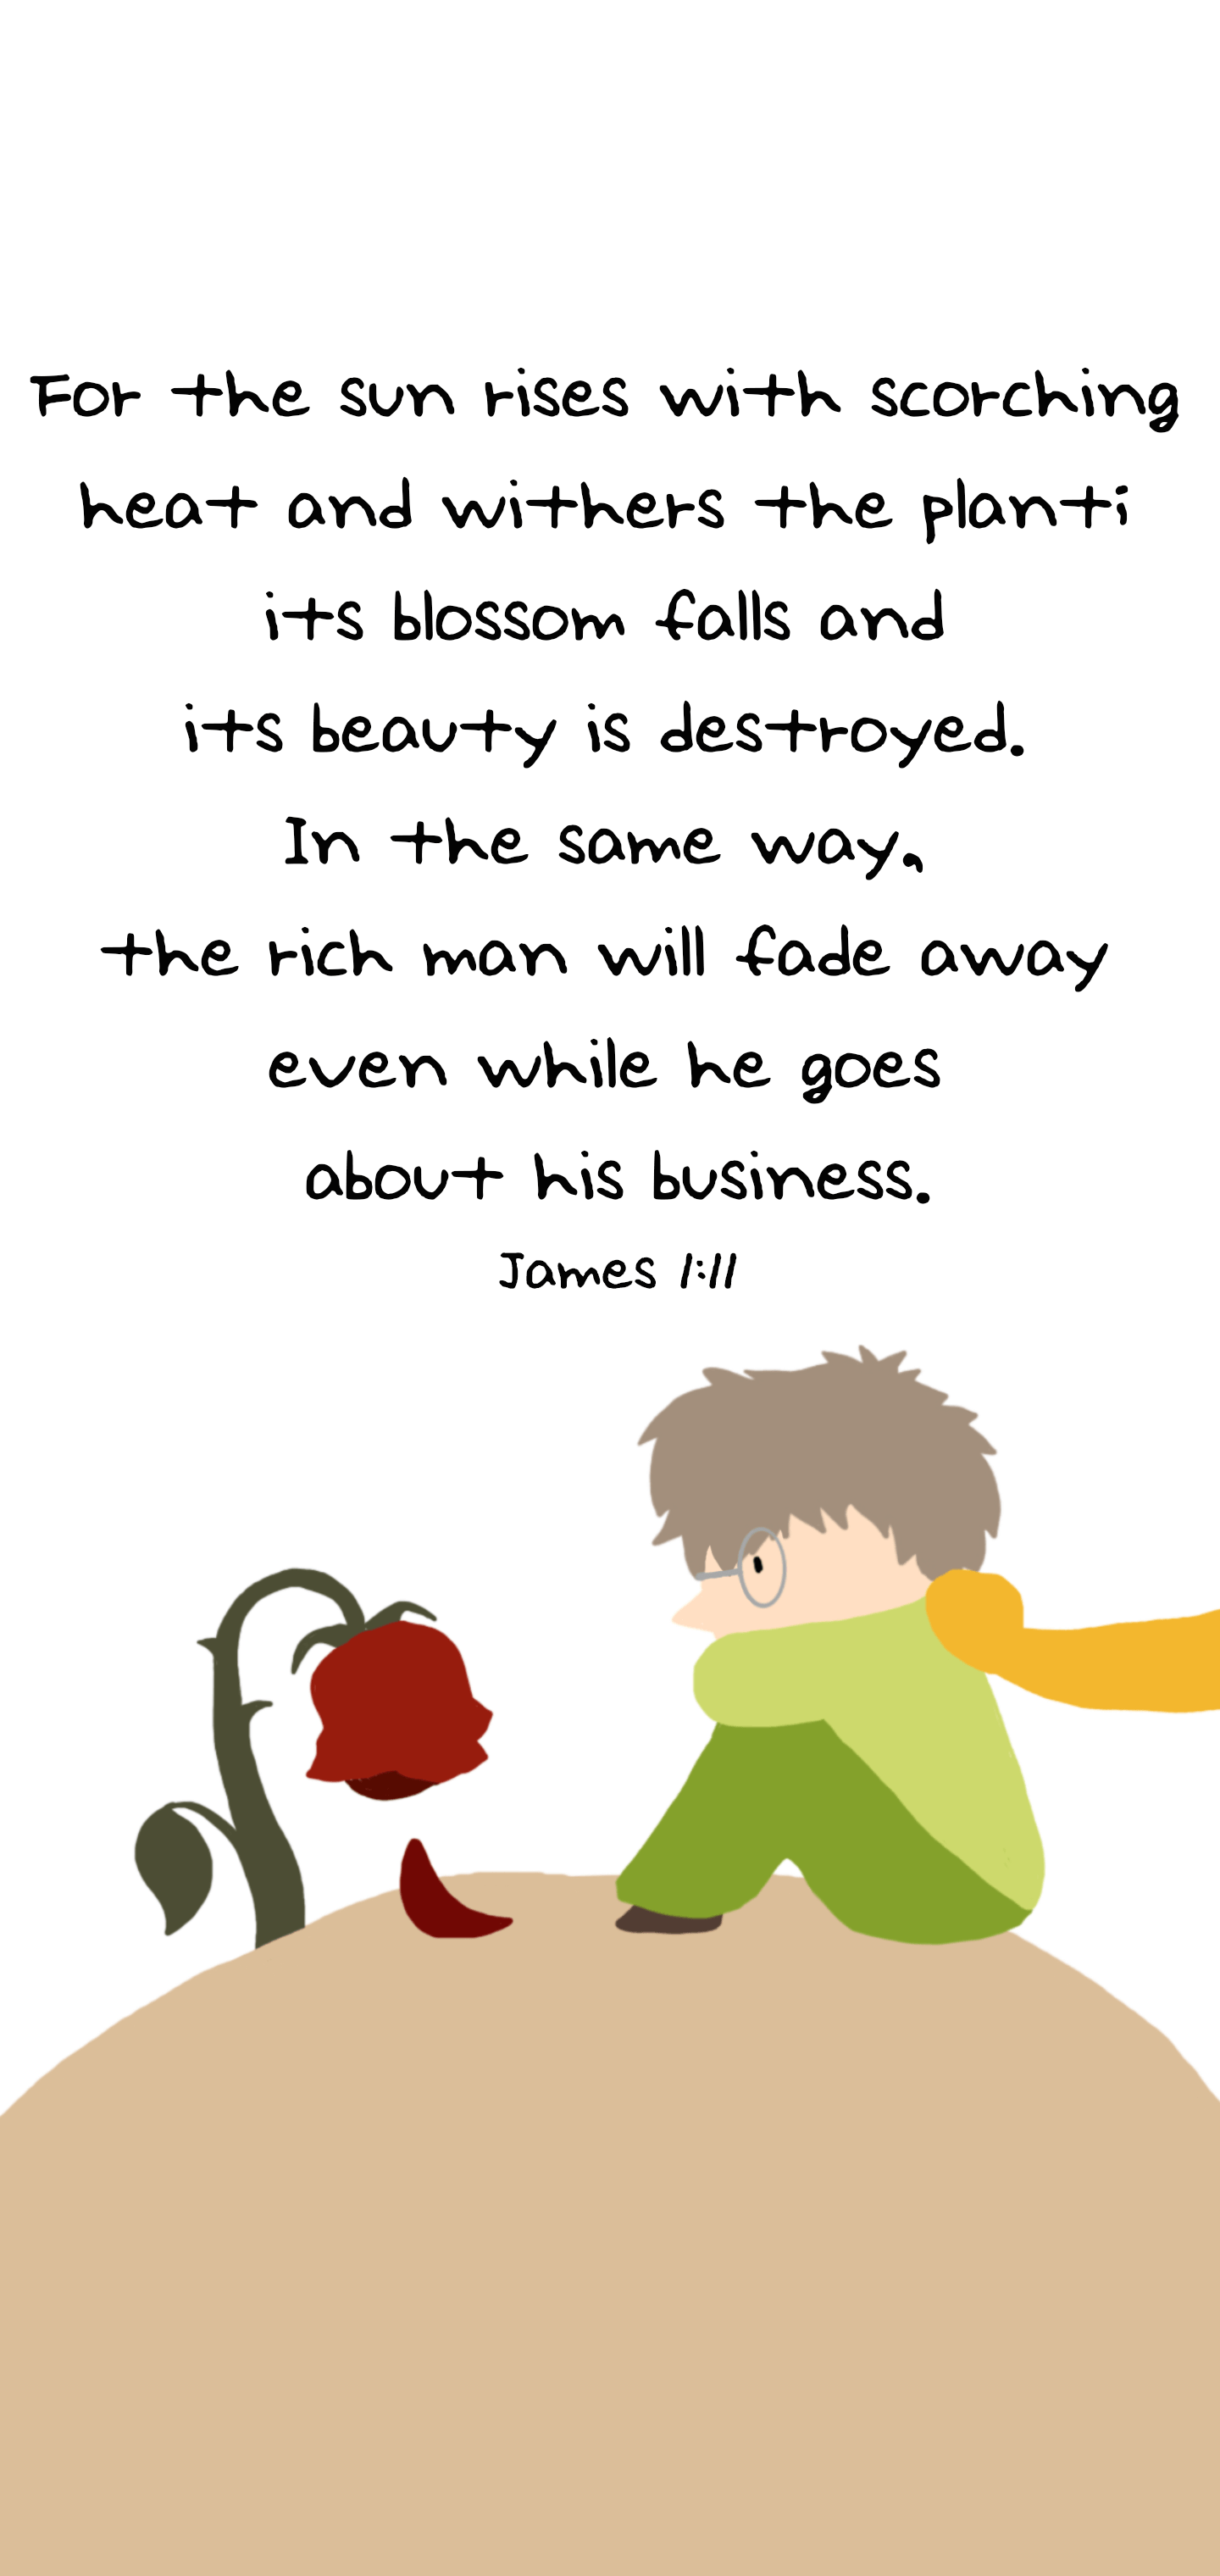 For the sun rises with scorching
heat and withers the planti
its blossom falls and
its beauty is destroyed.
In the same way,
the rich man will fade away
even while he goes
about his business.
James 1:11